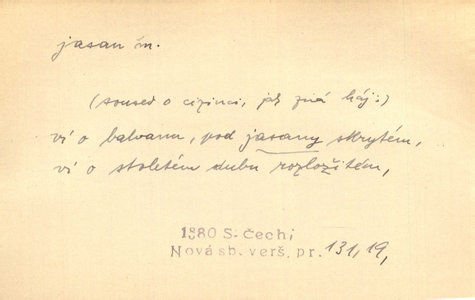 jasan m.
(soused o cizinci, jak zná háj:)
ví o balvanu, pod jasany skrytém,
ví o stoletém dubu rozložitém,
1880 S. Čech,
Nová sb. verš. pr. 131, 19,